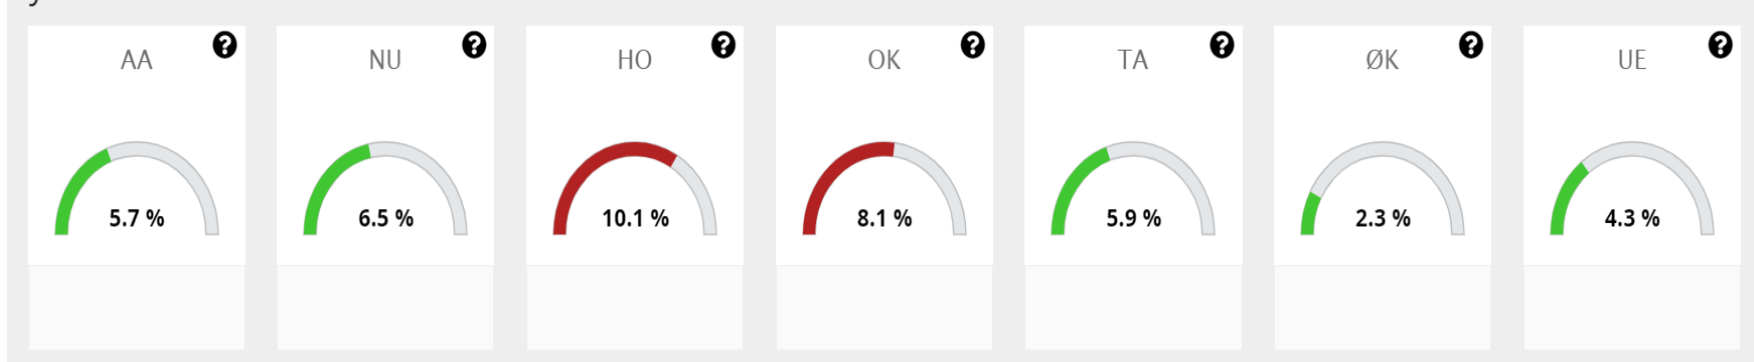 AA
5.7 %
NU
6.5 %
HO
10.1 %
OK
8.1 %
TA
5.9 %
ØK
2.3 %
UE
4.3 %